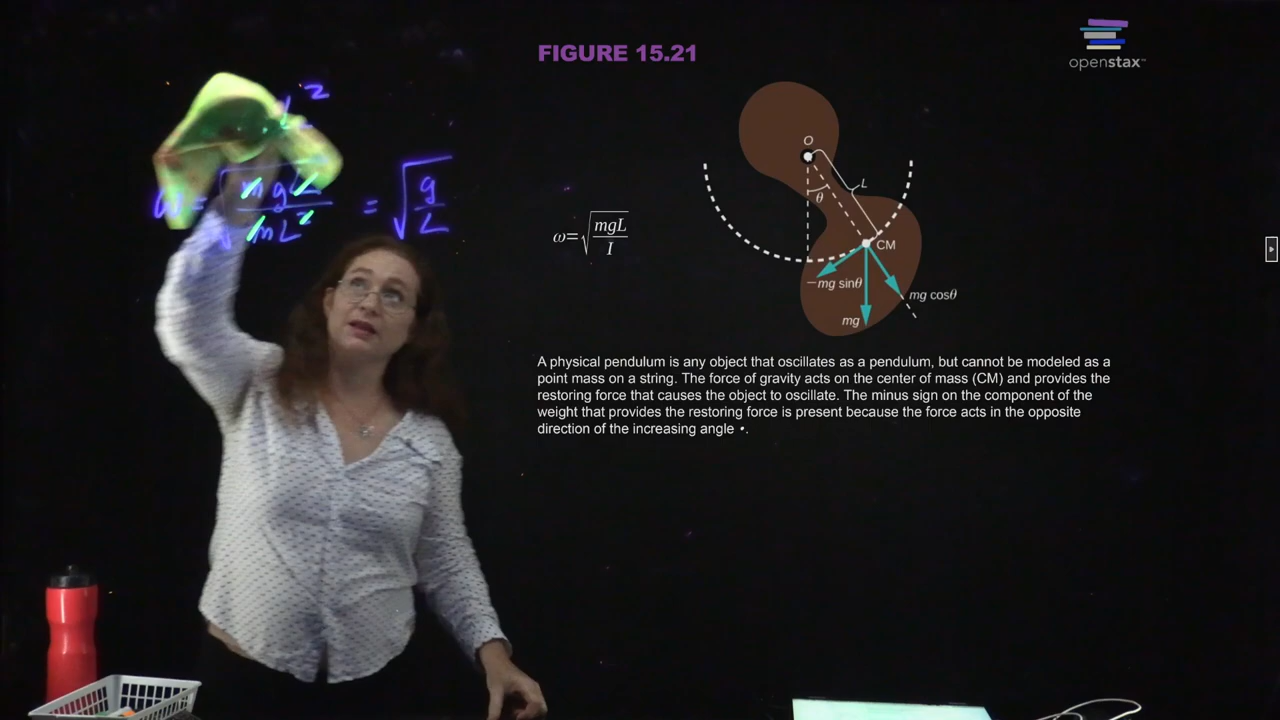 FIGURE 15.21
openstax™
L²
ω = √(mgL / mL²) = √(g / L)
ω=√(mgL / I)
O
L
θ
CM
−mg sinθ
mg cosθ
mg
A physical pendulum is any object that oscillates as a pendulum, but cannot be modeled as a
point mass on a string. The force of gravity acts on the center of mass (CM) and provides the
restoring force that causes the object to oscillate. The minus sign on the component of the
weight that provides the restoring force is present because the force acts in the opposite
direction of the increasing angle •.